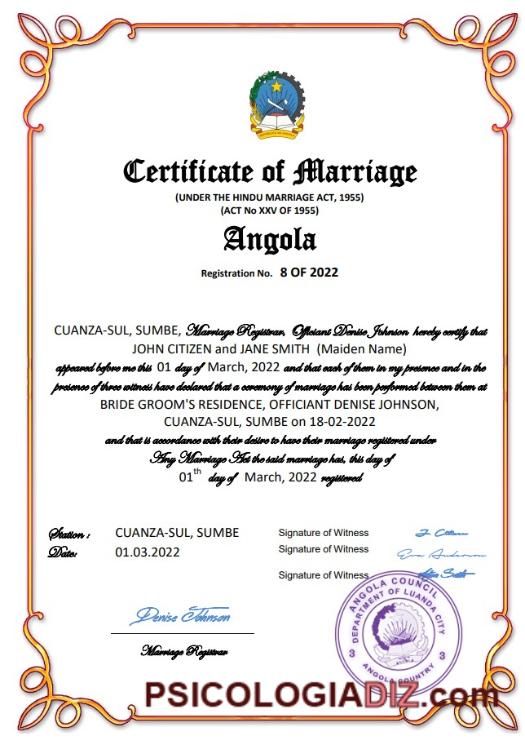 Certificate of Marriage
(UNDER THE HINDU MARRIAGE ACT, 1955)
(ACT No XXV OF 1955)
Angola
Registration No. 8 OF 2022
CUANZA-SUL, SUMBE, Marriage Registrar, Officiant Denise Johnson hereby certify that
JOHN CITIZEN and JANE SMITH (Maiden Name)
appeared before me this 01 day of March, 2022 and that each of them in my presence and in the
presence of three witness have declared that a ceremony of marriage has been performed between them at
BRIDE GROOM'S RESIDENCE, OFFICIANT DENISE JOHNSON,
CUANZA-SUL, SUMBE on 18-02-2022
and that is accordance with their desire to have their marriage registered under
Any Marriage Act the said marriage has, this day of
01th day of March, 2022 registered
Station : CUANZA-SUL, SUMBE
Date: 01.03.2022
Signature of Witness J. Citizen
Signature of Witness Eva Anderson
Signature of Witness Smith
Denise Johnson
Marriage Registrar
ANGOLA COUNCIL
DEPARTMENT OF LUANDA CITY
3 3
ANGOLA COUNTRY
PSICOLOGIADIZ.com